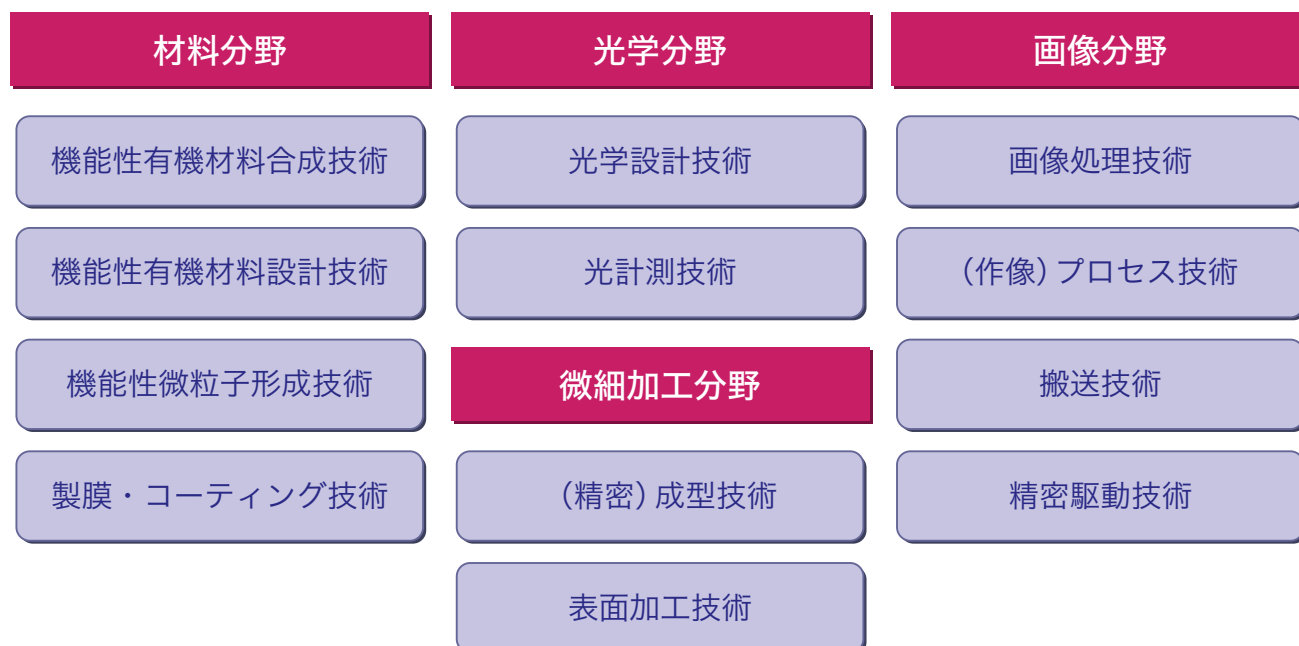 材料分野
機能性有機材料合成技術
機能性有機材料設計技術
機能性微粒子形成技術
製膜・コーティング技術
光学分野
光学設計技術
光計測技術
微細加工分野
(精密)成型技術
表面加工技術
画像分野
画像処理技術
(作像)プロセス技術
搬送技術
精密駆動技術